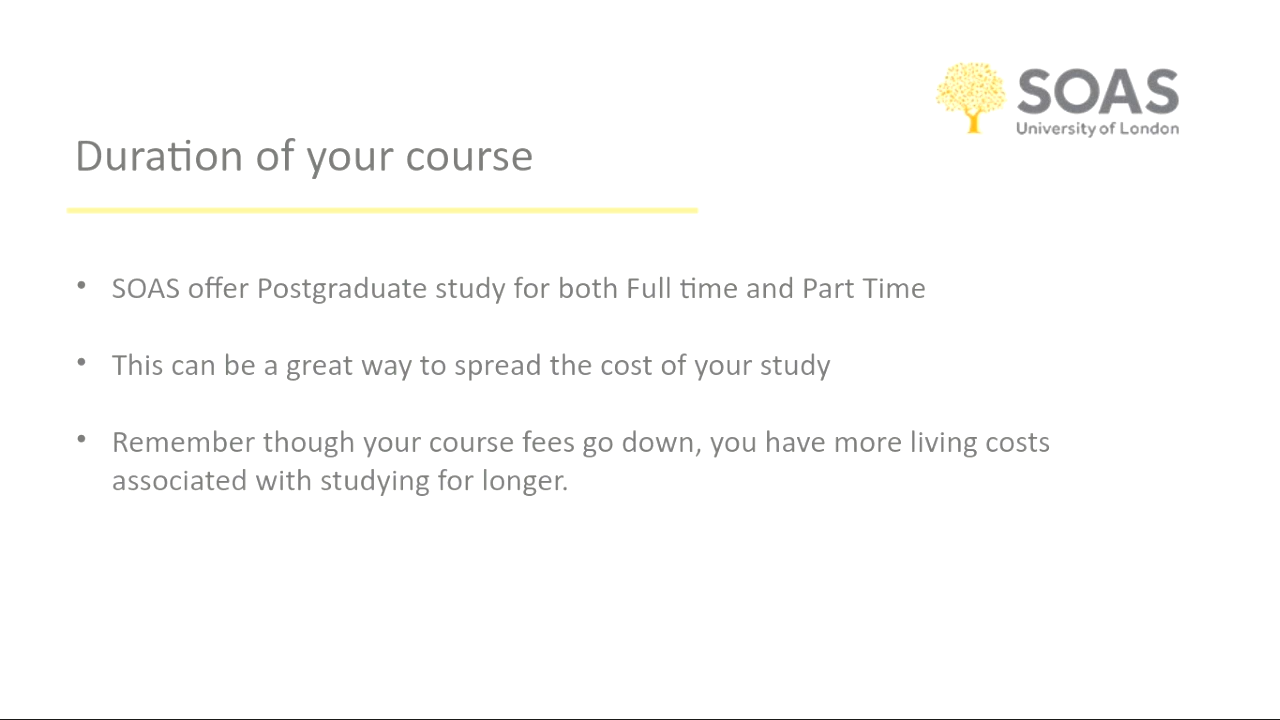 SOAS
University of London
Duration of your course
• SOAS offer Postgraduate study for both Full time and Part Time
• This can be a great way to spread the cost of your study
• Remember though your course fees go down, you have more living costs
associated with studying for longer.